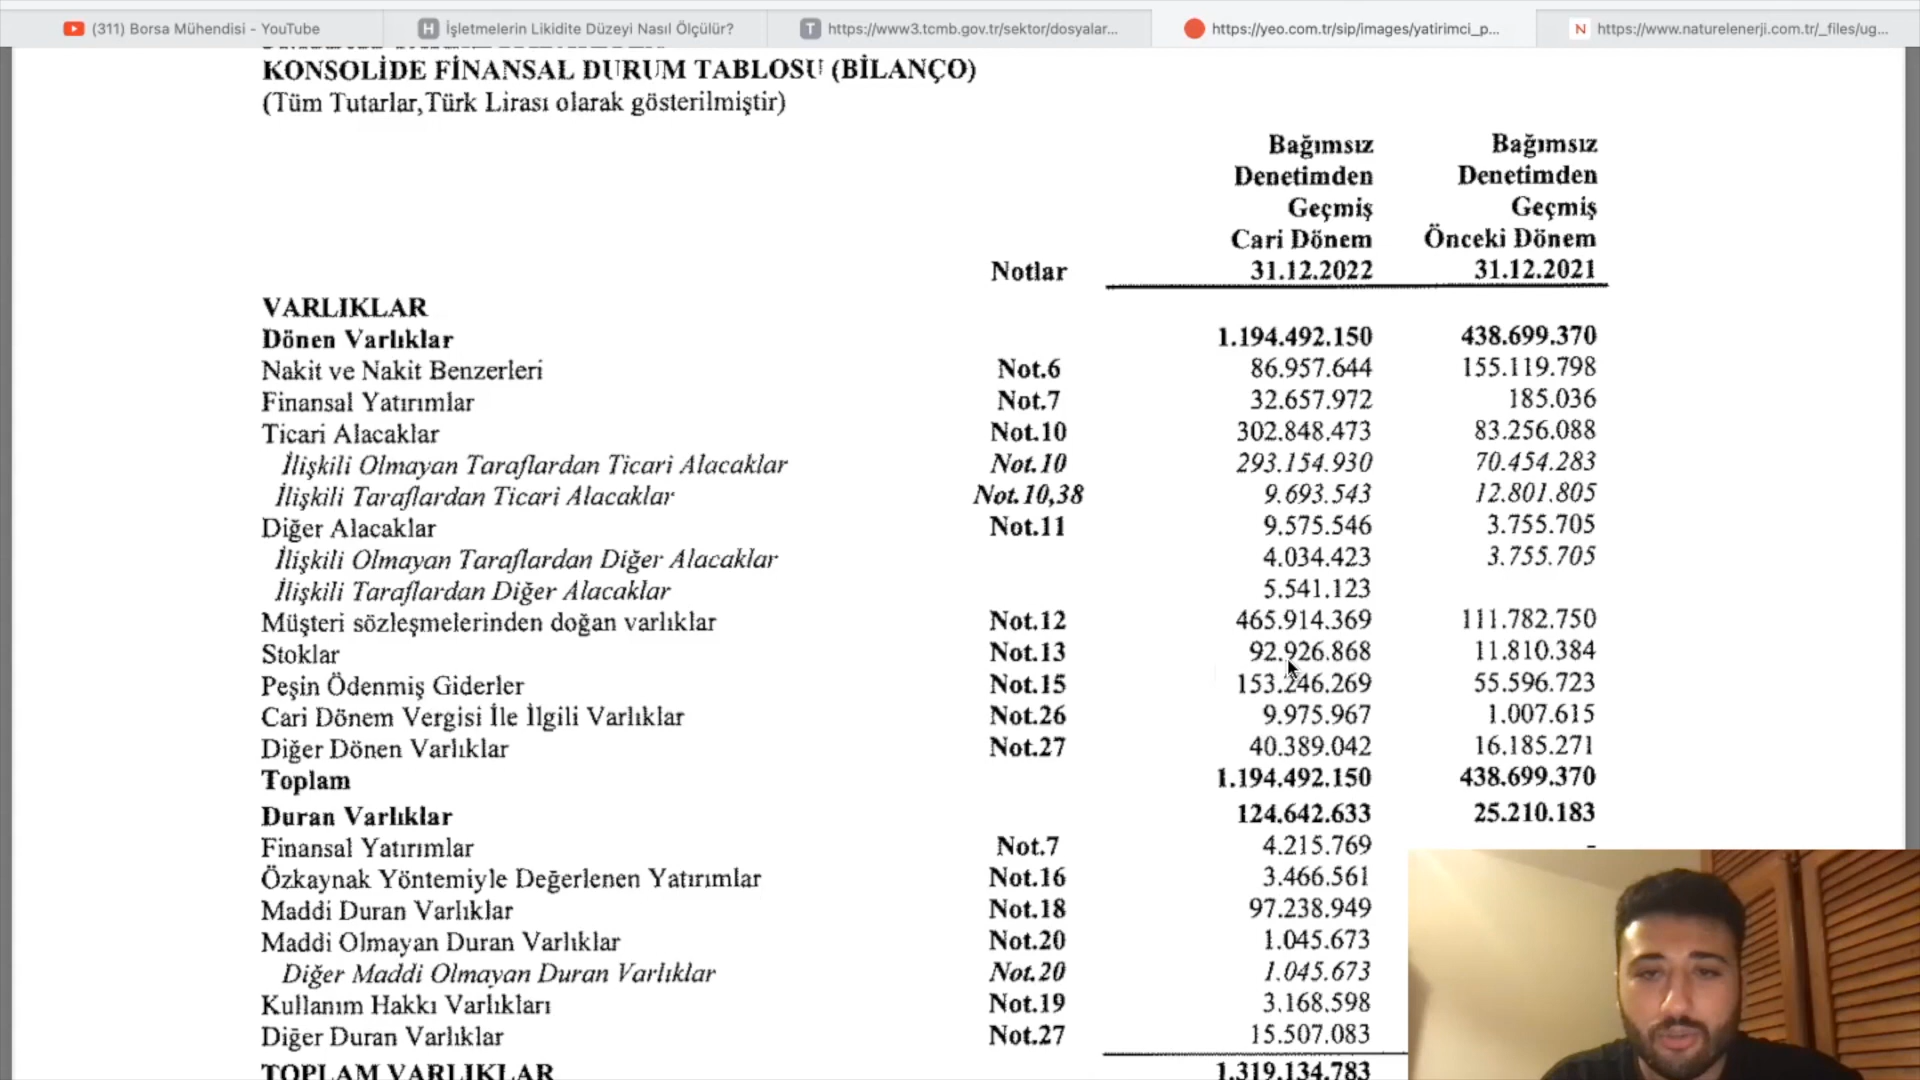 (311) Borsa Mühendisi - YouTube
H İşletmelerin Likidite Düzeyi Nasıl Ölçülür?
T https://www3.tcmb.gov.tr/sektor/dosyalar...
https://yeo.com.tr/sip/images/yatirimci_p...
N https://www.naturelenerji.com.tr/_files/ug...
KONSOLİDE FİNANSAL DURUM TABLOSU (BİLANÇO)
(Tüm Tutarlar,Türk Lirası olarak gösterilmiştir)
Bağımsız Bağımsız
Denetimden Denetimden
Geçmiş Geçmiş
Cari Dönem Önceki Dönem
Notlar 31.12.2022 31.12.2021
VARLIKLAR
Dönen Varlıklar 1.194.492.150 438.699.370
Nakit ve Nakit Benzerleri Not.6 86.957.644 155.119.798
Finansal Yatırımlar Not.7 32.657.972 185.036
Ticari Alacaklar Not.10 302.848.473 83.256.088
İlişkili Olmayan Taraflardan Ticari Alacaklar Not.10 293.154.930 70.454.283
İlişkili Taraflardan Ticari Alacaklar Not.10,38 9.693.543 12.801.805
Diğer Alacaklar Not.11 9.575.546 3.755.705
İlişkili Olmayan Taraflardan Diğer Alacaklar 4.034.423 3.755.705
İlişkili Taraflardan Diğer Alacaklar 5.541.123
Müşteri sözleşmelerinden doğan varlıklar Not.12 465.914.369 111.782.750
Stoklar Not.13 92.926.868 11.810.384
Peşin Ödenmiş Giderler Not.15 153.246.269 55.596.723
Cari Dönem Vergisi İle İlgili Varlıklar Not.26 9.975.967 1.007.615
Diğer Dönen Varlıklar Not.27 40.389.042 16.185.271
Toplam 1.194.492.150 438.699.370
Duran Varlıklar 124.642.633 25.210.183
Finansal Yatırımlar Not.7 4.215.769 -
Özkaynak Yöntemiyle Değerlenen Yatırımlar Not.16 3.466.561
Maddi Duran Varlıklar Not.18 97.238.949
Maddi Olmayan Duran Varlıklar Not.20 1.045.673
Diğer Maddi Olmayan Duran Varlıklar Not.20 1.045.673
Kullanım Hakkı Varlıkları Not.19 3.168.598
Diğer Duran Varlıklar Not.27 15.507.083
TOPLAM VARLIKLAR 1.319.134.783